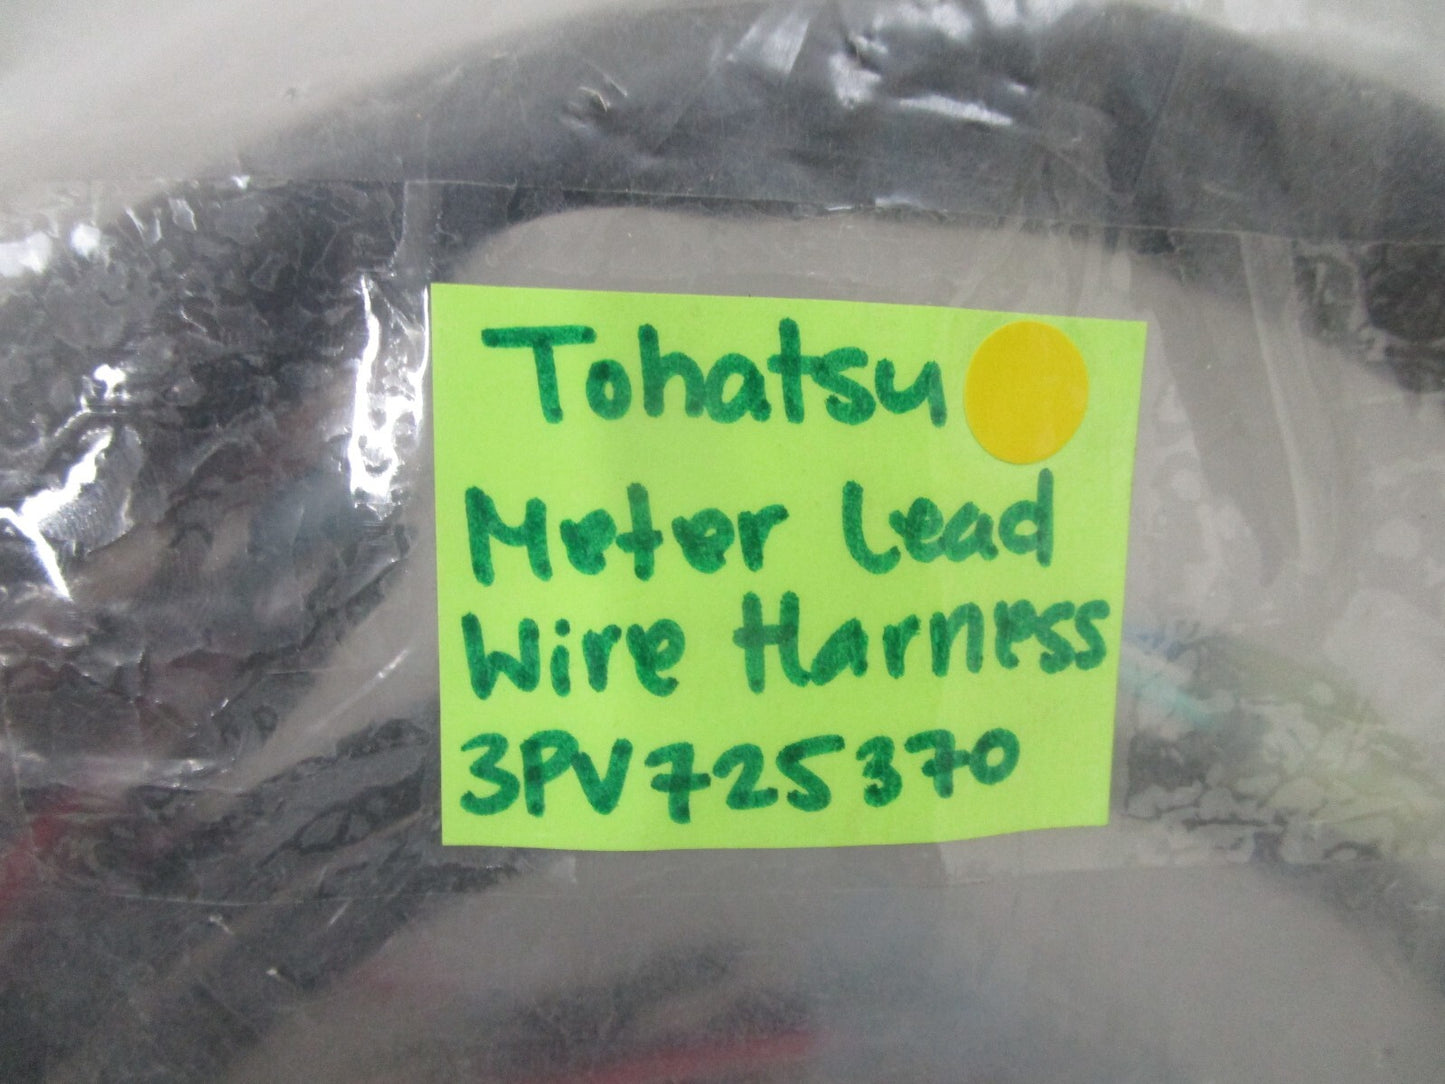 Tohatsu
Meter Lead
Wire Harness
3PV725370